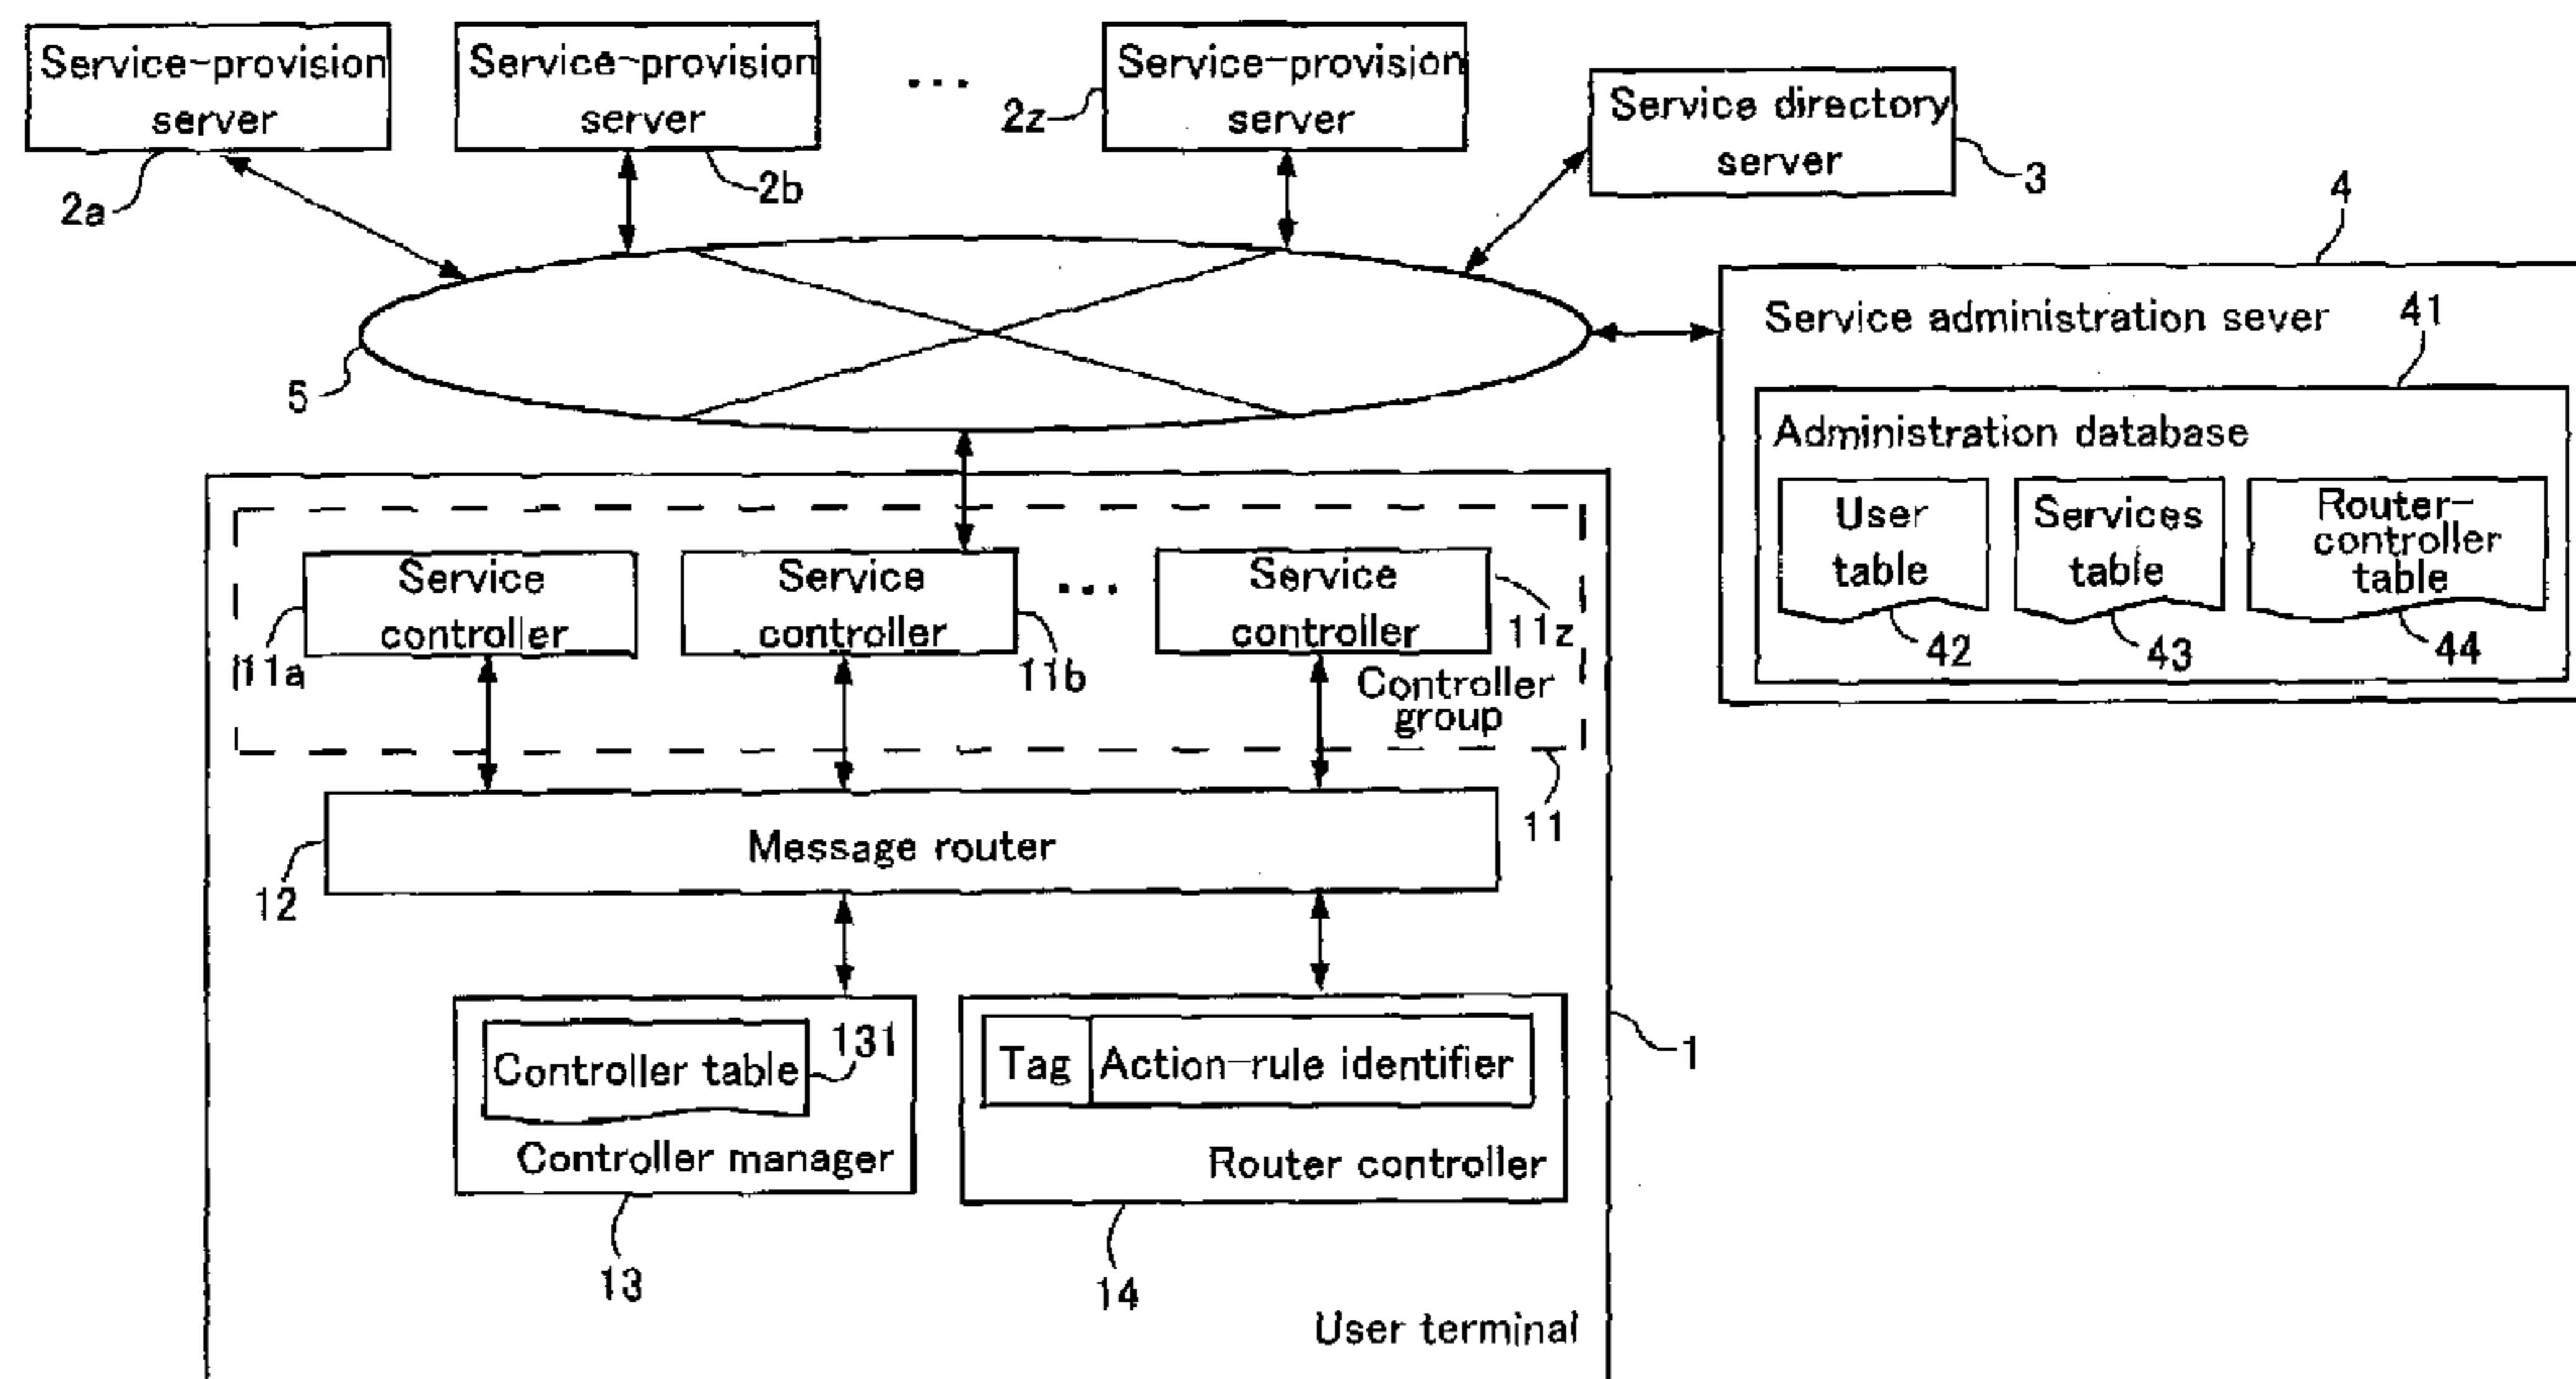 Service-provision
server
2a
Service-provision
server
2b
...
Service-provision
server
2z
Service directory
server
3
4
Service administration sever
41
Administration database
User
table
42
Services
table
43
Router-
controller
table
44
5
Service
controller
11a
Service
controller
11b
...
Service
controller
11z
Controller
group
11
Message router
12
Controller table
131
Controller manager
13
Tag
Action-rule identifier
Router controller
14
1
User terminal